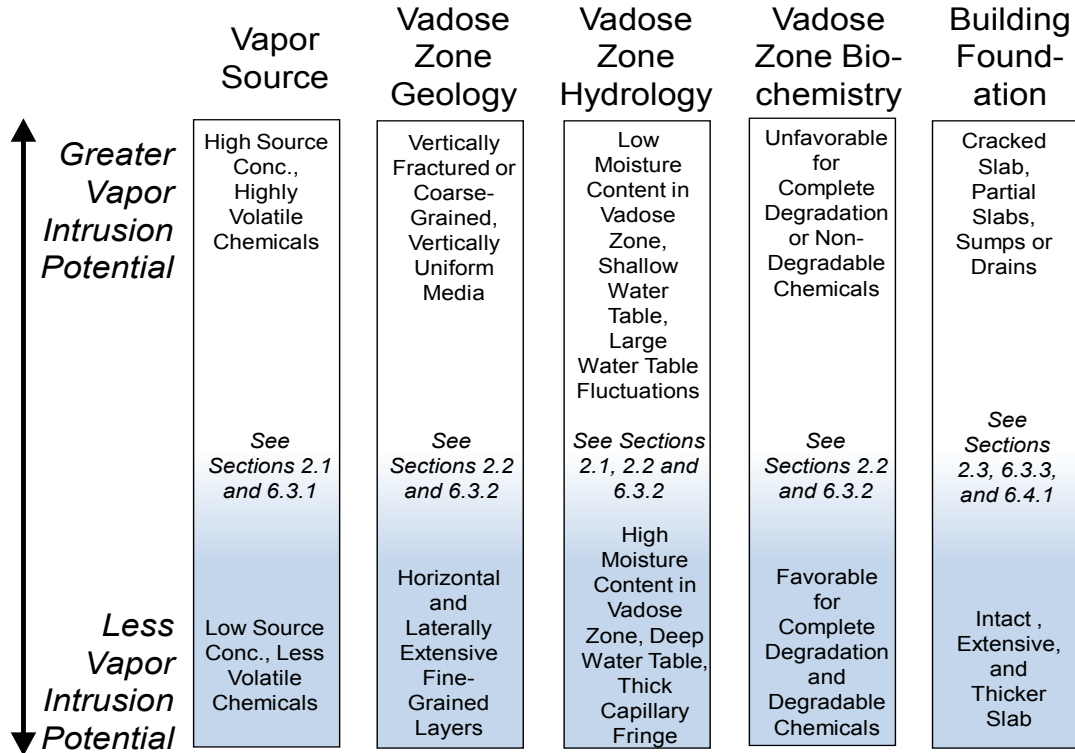 Vapor
Source
Vadose
Zone
Geology
Vadose
Zone
Hydrology
Vadose
Zone Bio-
chemistry
Building
Found-
ation
Greater
Vapor
Intrusion
Potential
High Source
Conc.,
Highly
Volatile
Chemicals
Vertically
Fractured or
Coarse-
Grained,
Vertically
Uniform
Media
Low
Moisture
Content in
Vadose
Zone,
Shallow
Water
Table,
Large
Water Table
Fluctuations
Unfavorable
for
Complete
Degradation
or Non-
Degradable
Chemicals
Cracked
Slab,
Partial
Slabs,
Sumps or
Drains
See
Sections 2.1
and 6.3.1
See
Sections 2.2
and 6.3.2
See Sections
2.1, 2.2 and
6.3.2
See
Sections 2.2
and 6.3.2
See
Sections
2.3, 6.3.3,
and 6.4.1
Less
Vapor
Intrusion
Potential
Low Source
Conc., Less
Volatile
Chemicals
Horizontal
and
Laterally
Extensive
Fine-
Grained
Layers
High
Moisture
Content in
Vadose
Zone, Deep
Water Table,
Thick
Capillary
Fringe
Favorable
for
Complete
Degradation
and
Degradable
Chemicals
Intact ,
Extensive,
and
Thicker
Slab